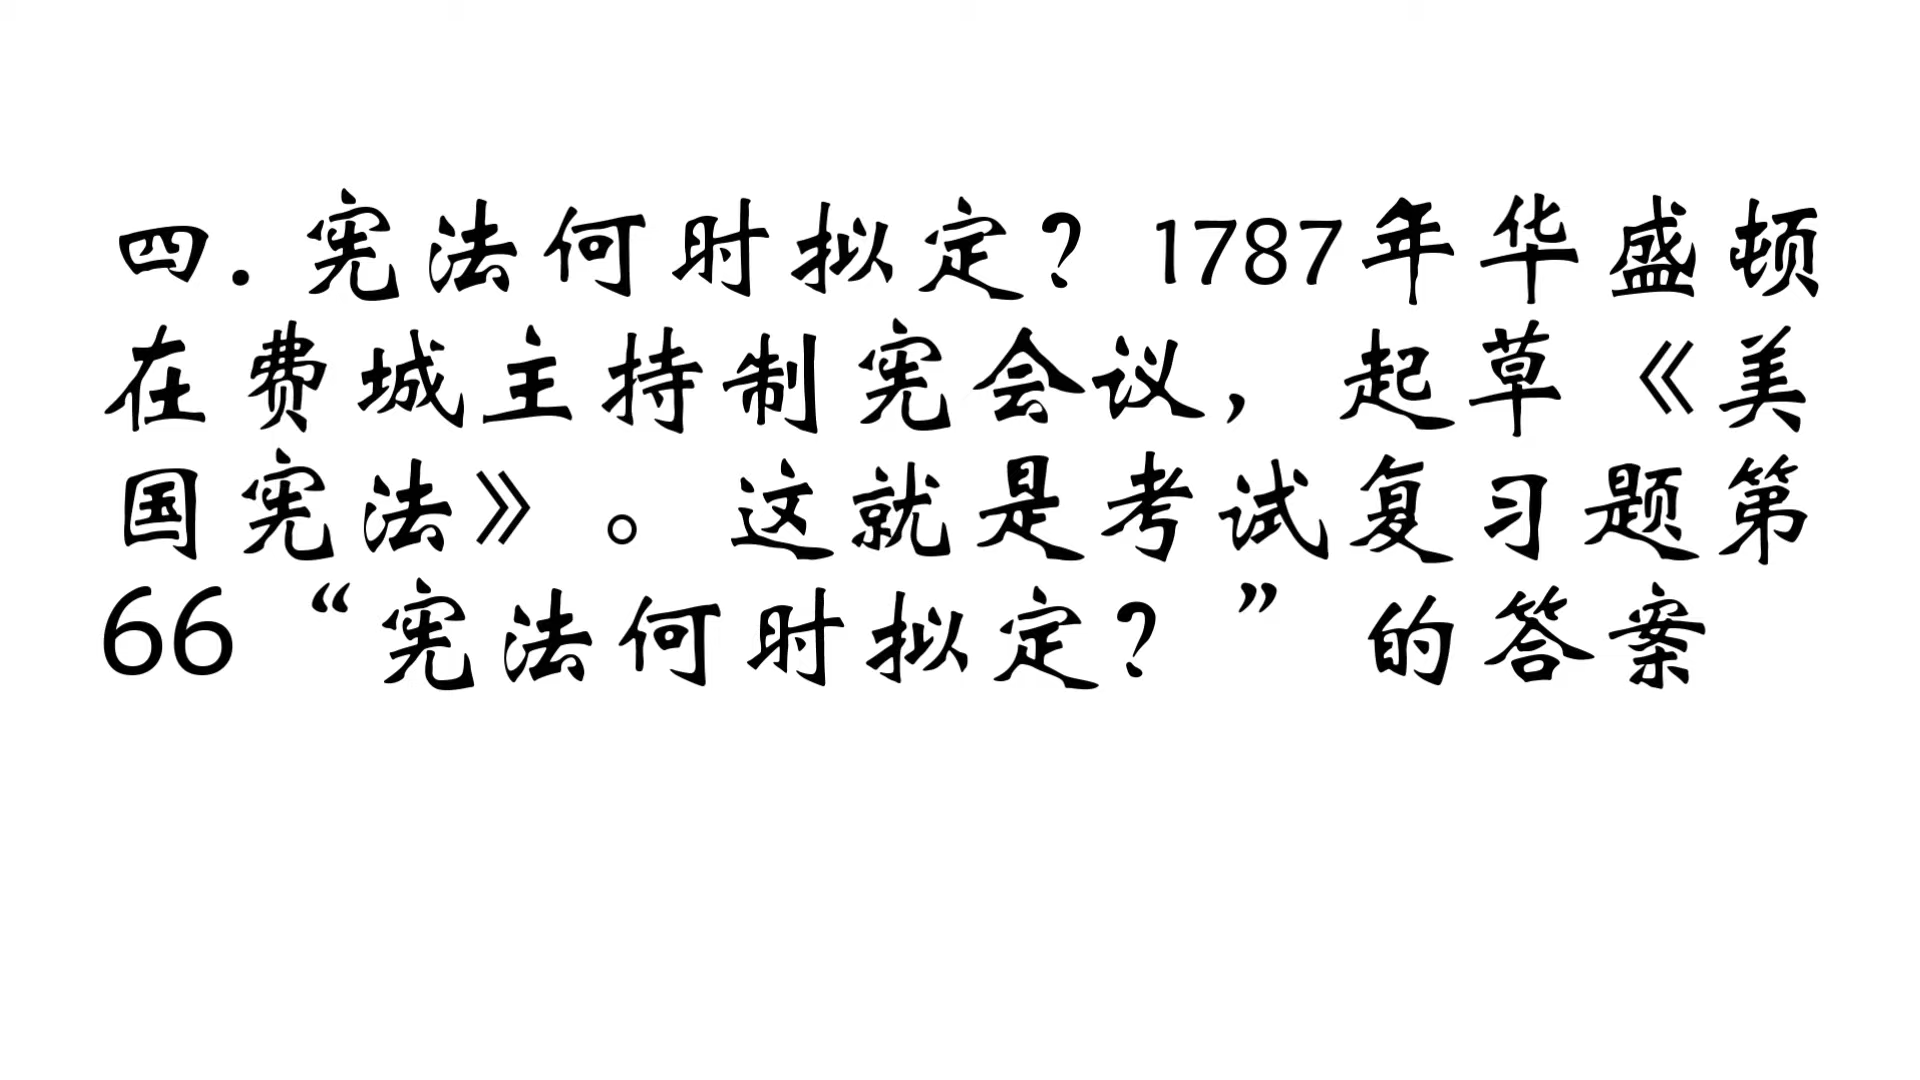 四.宪法何时拟定？1787年华盛顿
在费城主持制宪会议，起草《美
国宪法》。这就是考试复习题第
66“宪法何时拟定？”的答案